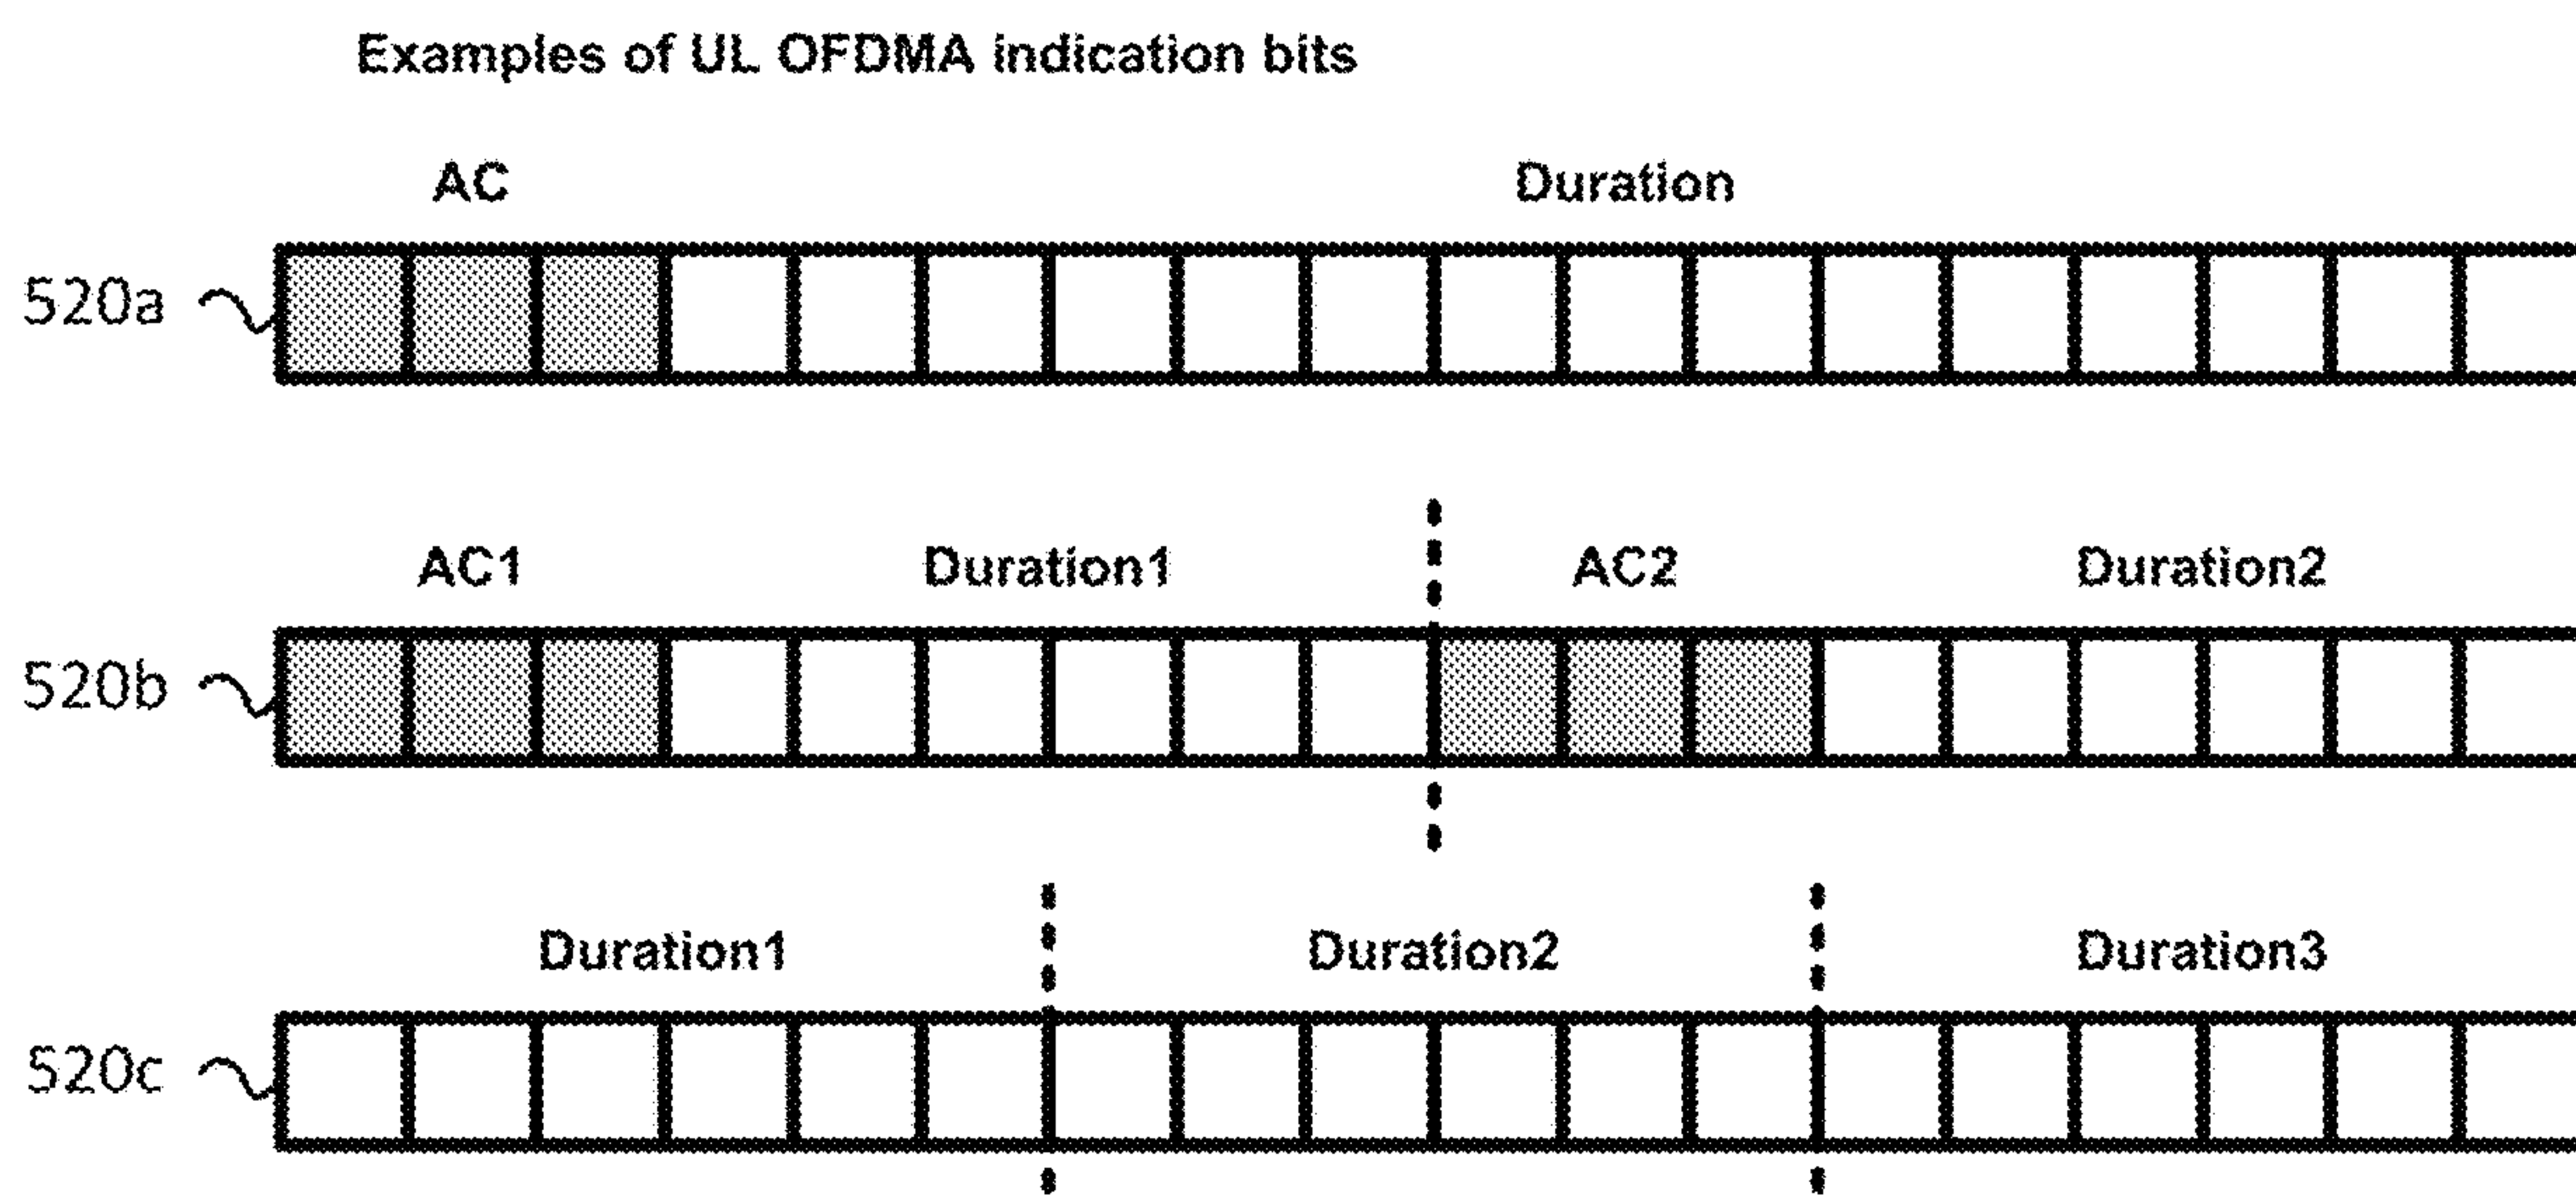 Examples of UL OFDMA indication bits
AC Duration
520a
AC1 Duration1 AC2 Duration2
520b
Duration1 Duration2 Duration3
520c